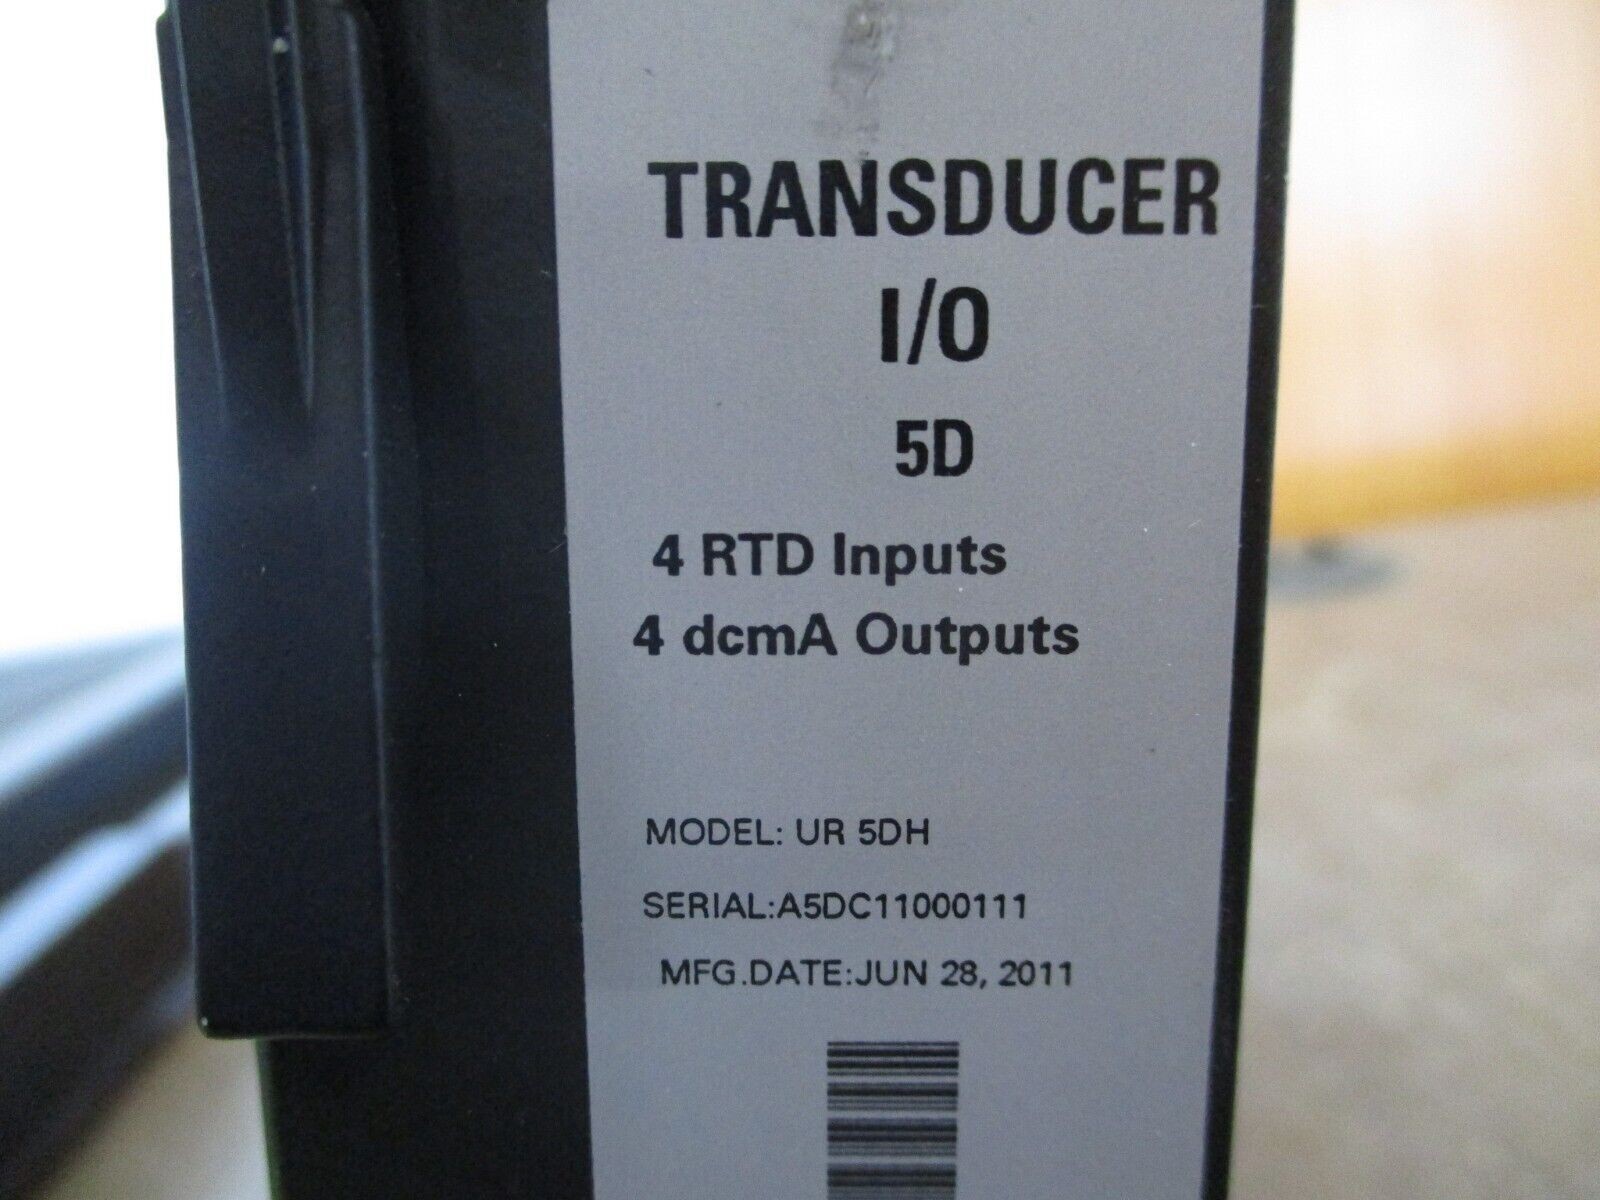 TRANSDUCER
I/O
5D
4 RTD Inputs
4 dcmA Outputs
MODEL: UR 5DH
SERIAL:A5DC11000111
MFG.DATE:JUN 28, 2011